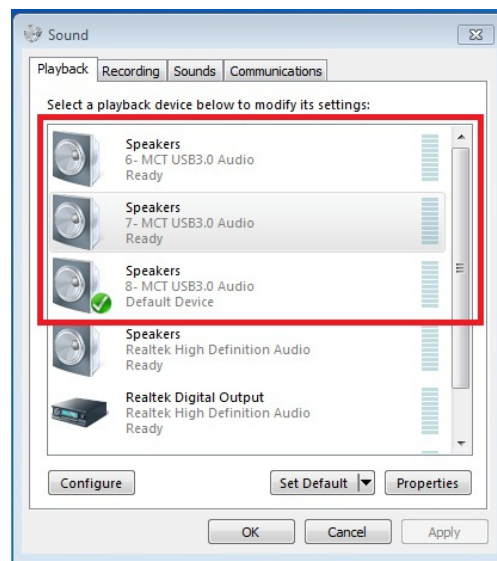 Sound
Playback Recording Sounds Communications
Select a playback device below to modify its settings:
Speakers
6- MCT USB3.0 Audio
Ready
Speakers
7- MCT USB3.0 Audio
Ready
Speakers
8- MCT USB3.0 Audio
Default Device
Speakers
Realtek High Definition Audio
Ready
Realtek Digital Output
Realtek High Definition Audio
Ready
Configure Set Default Properties
OK Cancel Apply